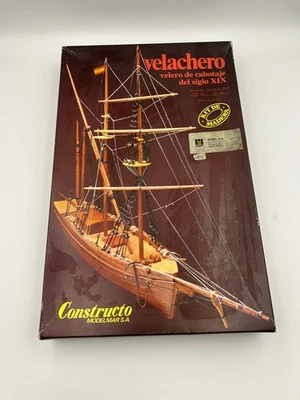 velachero
velero de cabotaje
del siglo XIX
KIT DE
MADERA
Constructo
MODELMAR S.A.